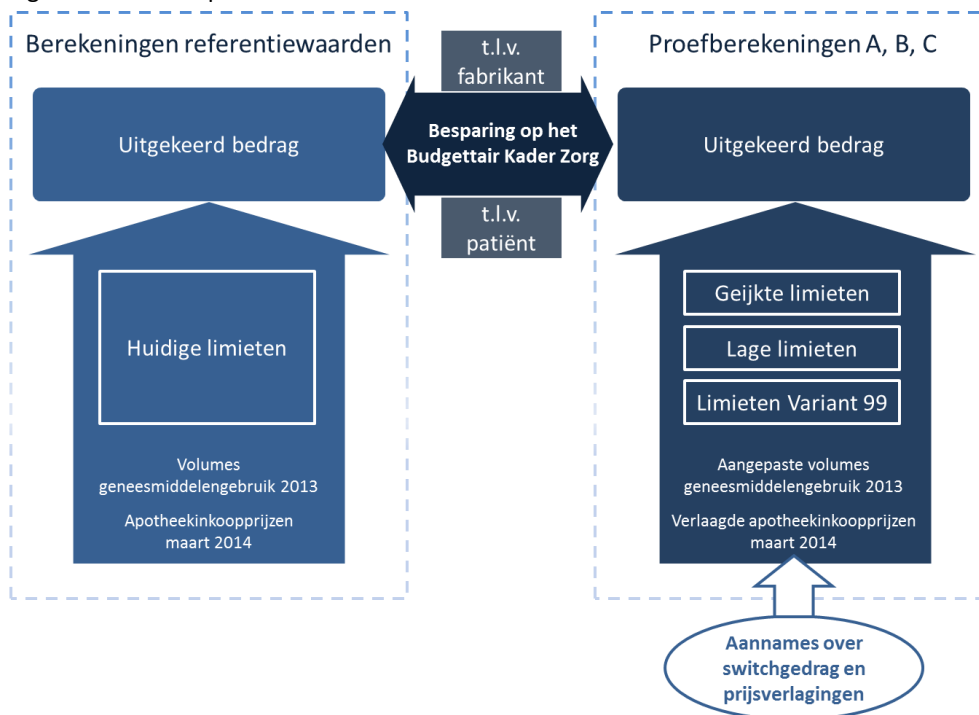 Berekeningen referentiewaarden
Uitgekeerd bedrag
Huidige limieten
Volumes
geneesmiddelengebruik 2013
Apotheekinkoopprijzen
maart 2014
t.l.v.
fabrikant
Besparing op het
Budgettair Kader Zorg
t.l.v.
patiënt
Proefberekeningen A, B, C
Uitgekeerd bedrag
Geijkte limieten
Lage limieten
Limieten Variant 99
Aangepaste volumes
geneesmiddelengebruik 2013
Verlaagde apotheekinkoopprijzen
maart 2014
Aannames over
switchgedrag en
prijsverlagingen